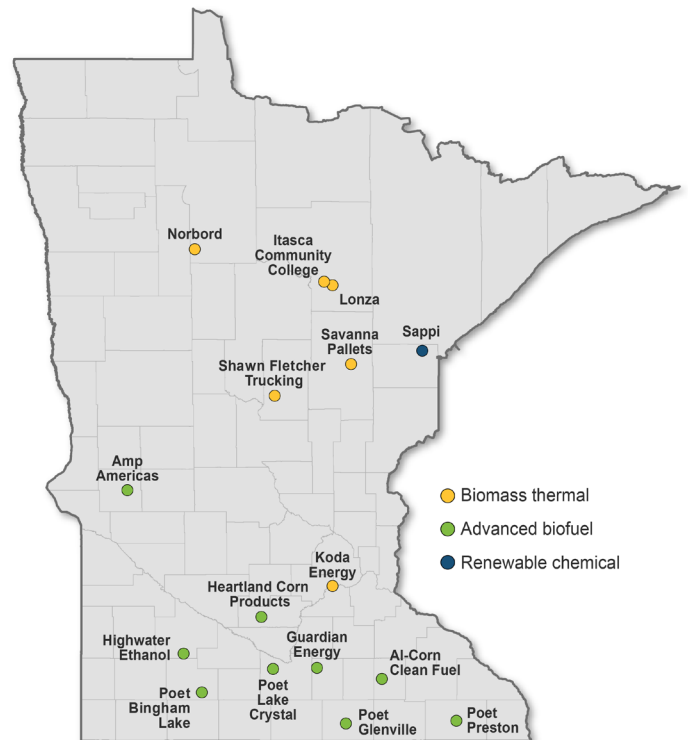 Norbord
Itasca
Community
College
Lonza
Savanna
Pallets
Sappi
Shawn Fletcher
Trucking
Amp
Americas
Biomass thermal
Advanced biofuel
Renewable chemical
Koda
Energy
Heartland Corn
Products
Highwater
Ethanol
Guardian
Energy
Al-Corn
Clean Fuel
Poet
Bingham
Lake
Poet
Lake
Crystal
Poet
Glenville
Poet
Preston